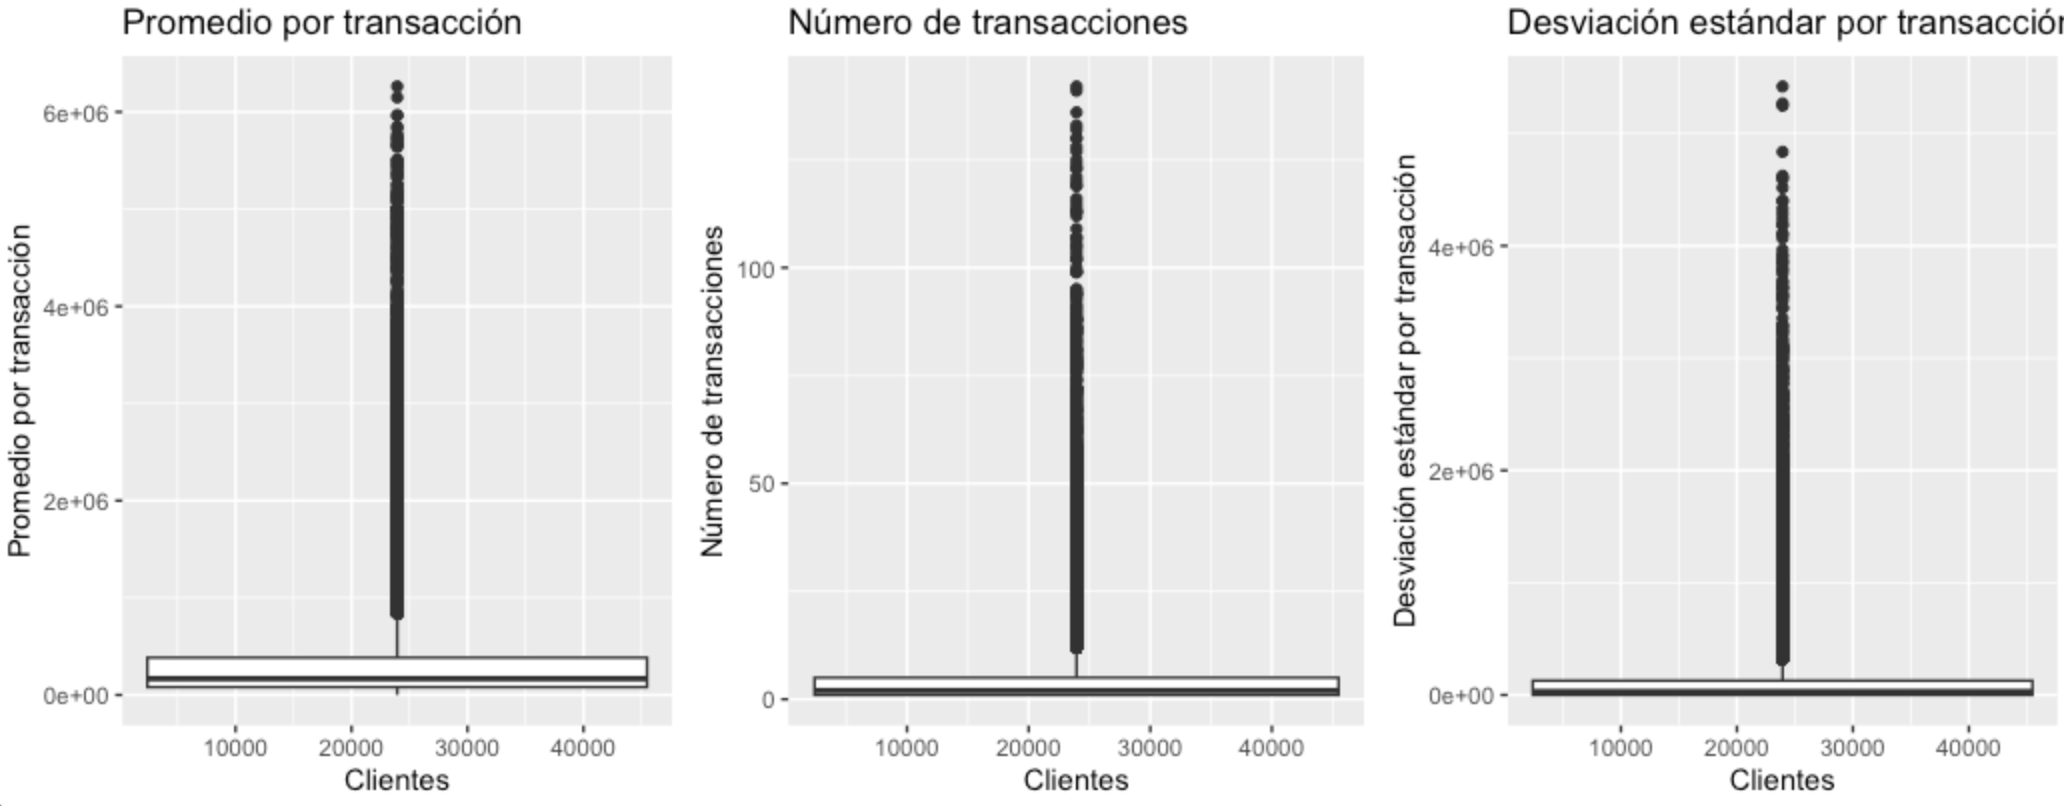 Promedio por transacción
Promedio por transacción
6e+06
4e+06
2e+06
0e+00
10000 20000 30000 40000
Clientes
Número de transacciones
Número de transacciones
100
50
0
10000 20000 30000 40000
Clientes
Desviación estándar por transacción
Desviación estándar por transacción
4e+06
2e+06
0e+00
10000 20000 30000 40000
Clientes